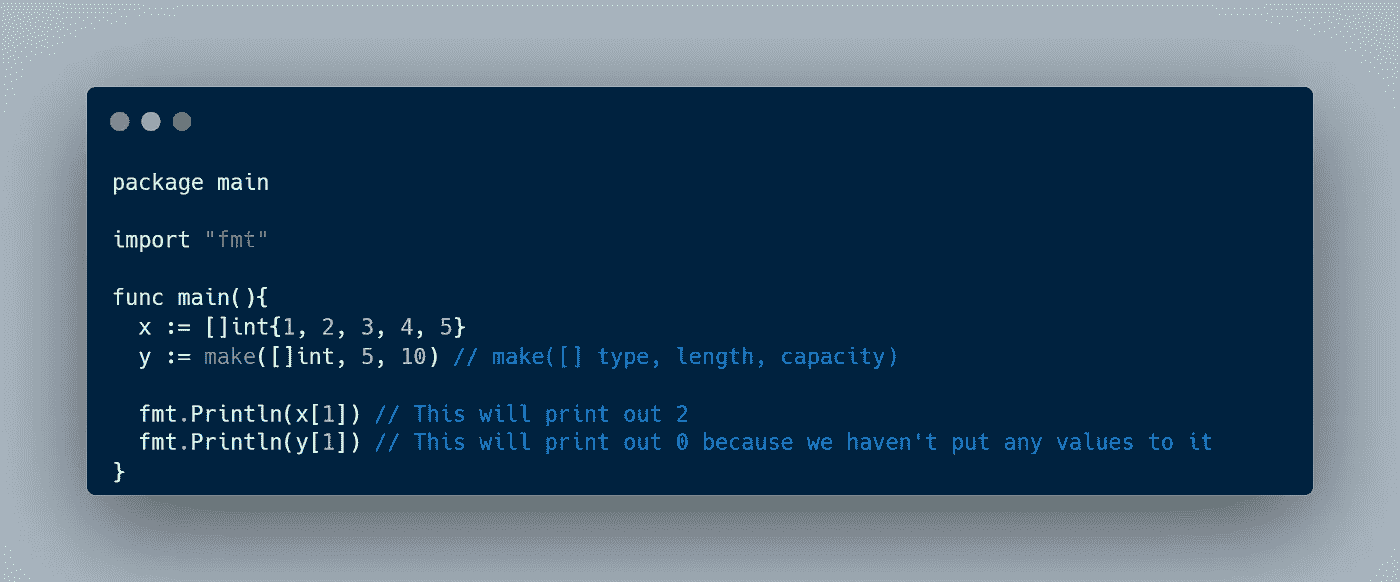 package main
import "fmt"
func main(){
x := []int{1, 2, 3, 4, 5}
y := make([]int, 5, 10) // make([] type, length, capacity)
fmt.Println(x[1]) // This will print out 2
fmt.Println(y[1]) // This will print out 0 because we haven't put any values to it
}